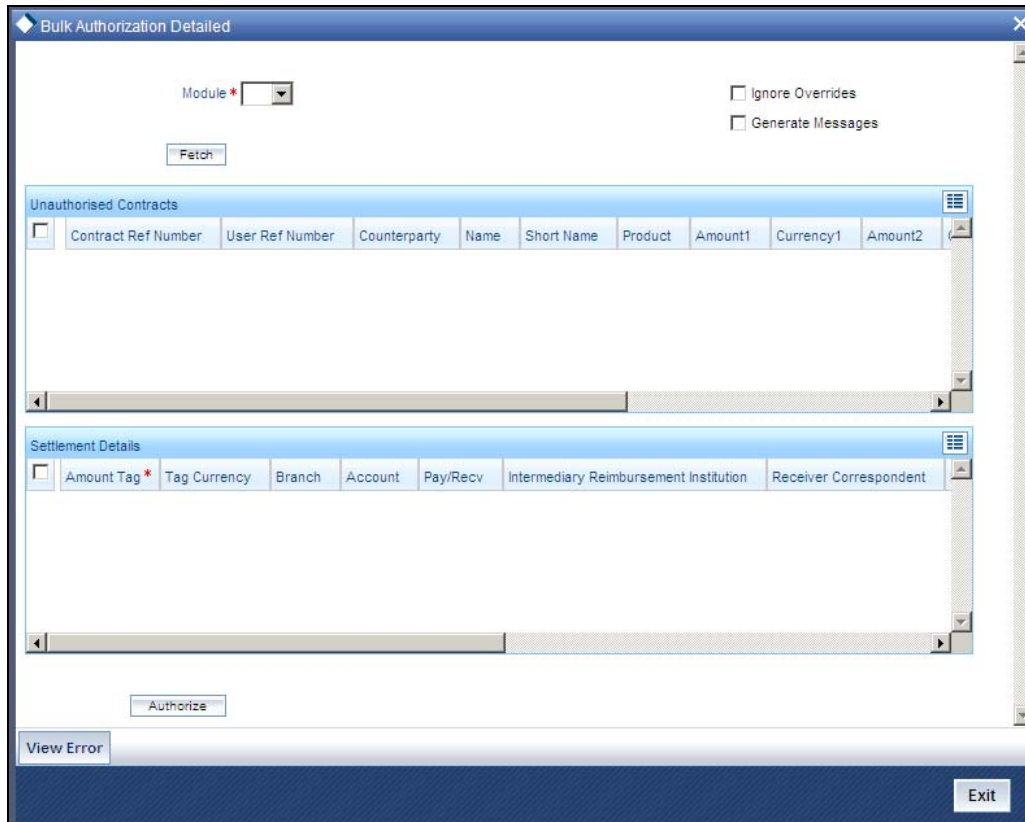 Bulk Authorization Detailed
Module *
Ignore Overrides
Generate Messages
Fetch
Unauthorised Contracts
Contract Ref Number User Ref Number Counterparty Name Short Name Product Amount1 Currency1 Amount2
Settlement Details
Amount Tag * Tag Currency Branch Account Pay/Recv Intermediary Reimbursement Institution Receiver Correspondent
Authorize
View Error
Exit